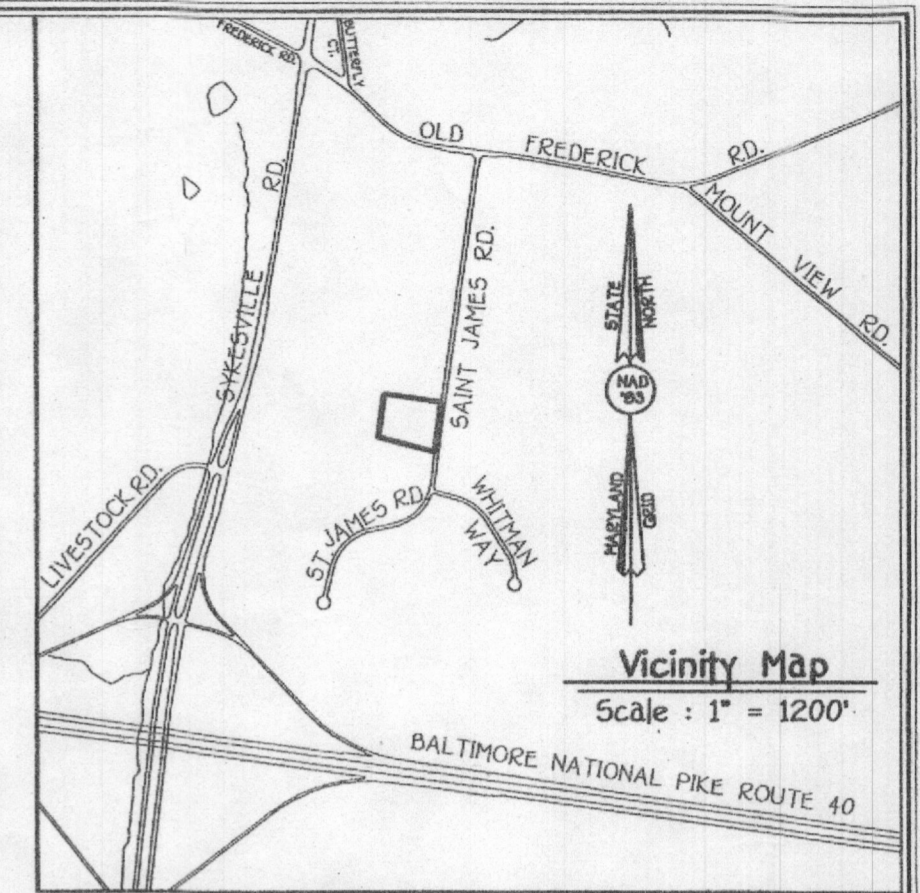 FREDERICK RD.
BUTTERFLY
CT.
OLD
FREDERICK
RD.
MOUNT
VIEW
RD.
SYKESVILLE
RD.
SAINT JAMES RD.
STATE
NORTH
NAD
'83
MARYLAND
GRID
LIVESTOCK RD.
ST JAMES RD.
WHITMAN
WAY
Vicinity Map
Scale : 1" = 1200'
BALTIMORE NATIONAL PIKE ROUTE 40